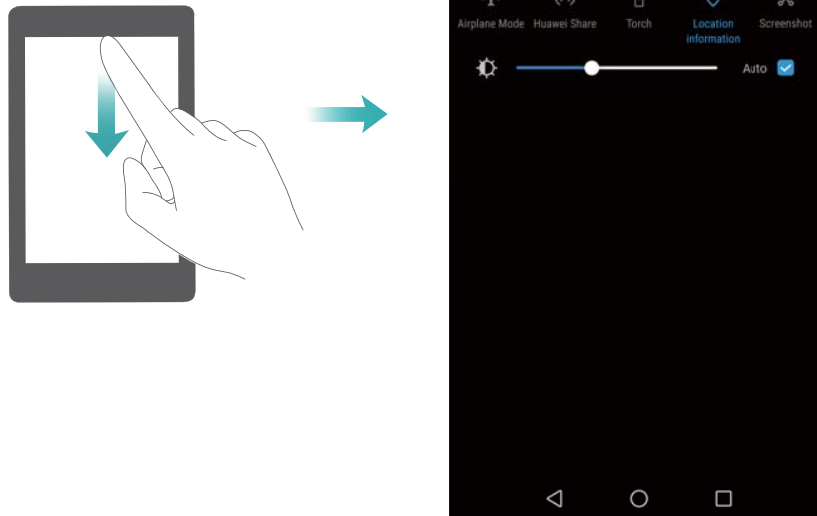 Airplane Mode Huawei Share Torch Location Screenshot
information
Auto